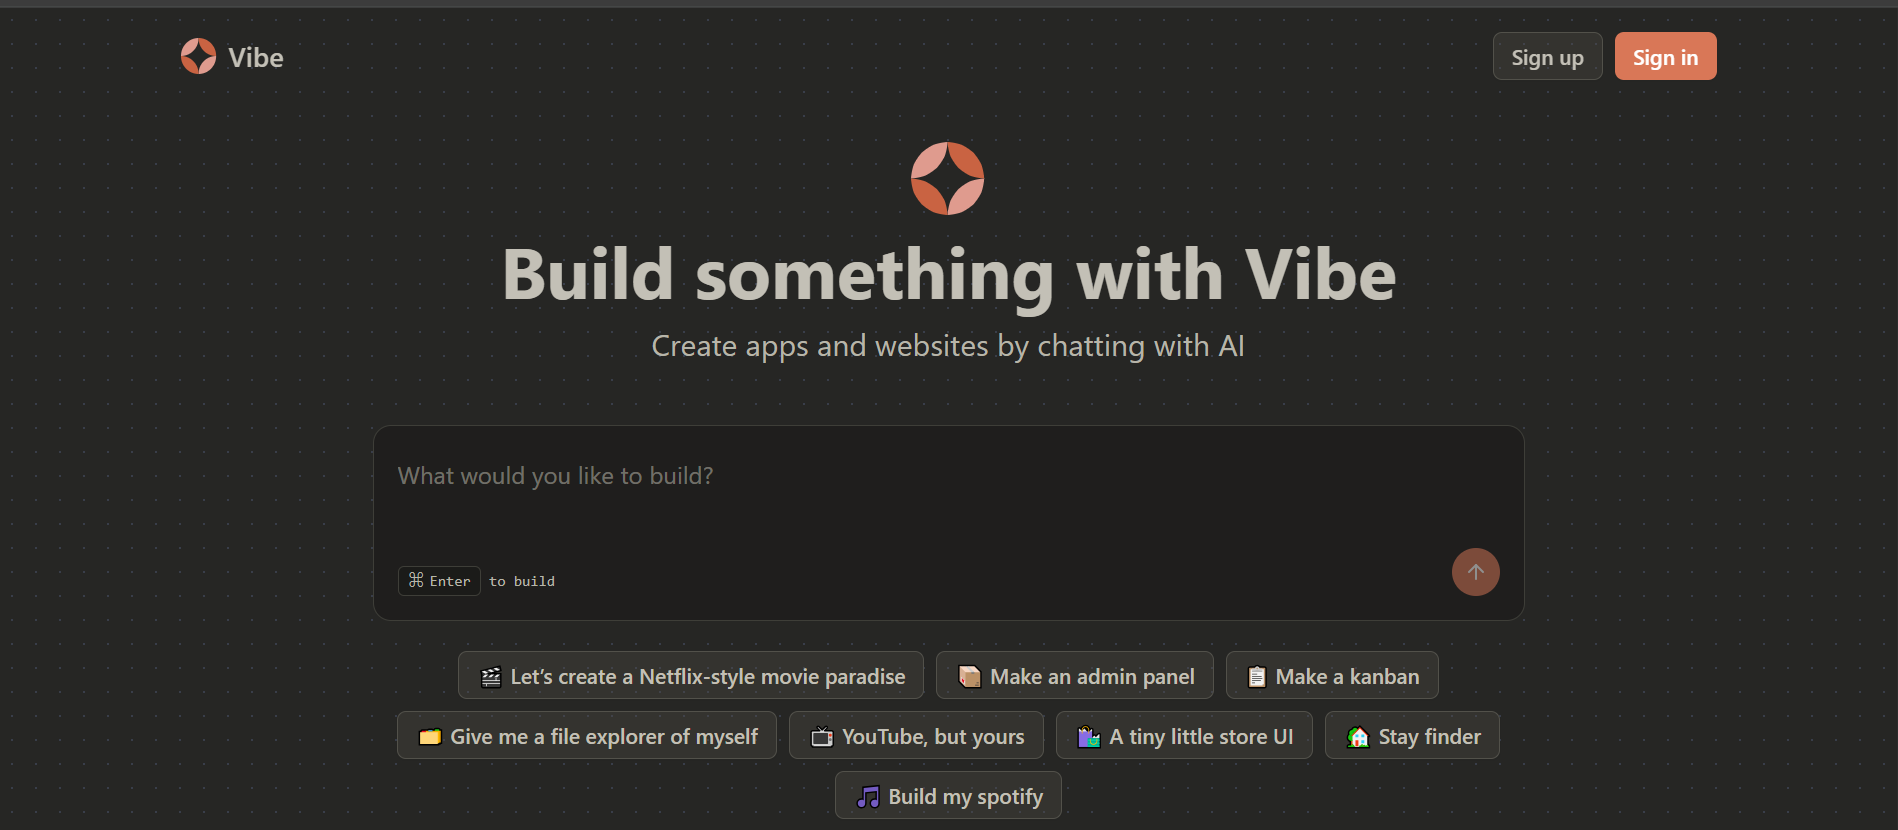 Vibe
Sign up
Sign in
Build something with Vibe
Create apps and websites by chatting with AI
What would you like to build?
⌘ Enter to build
🎬 Let’s create a Netflix-style movie paradise
📦 Make an admin panel
📋 Make a kanban
🗂️ Give me a file explorer of myself
📺 YouTube, but yours
🛍️ A tiny little store UI
🏡 Stay finder
🎵 Build my spotify